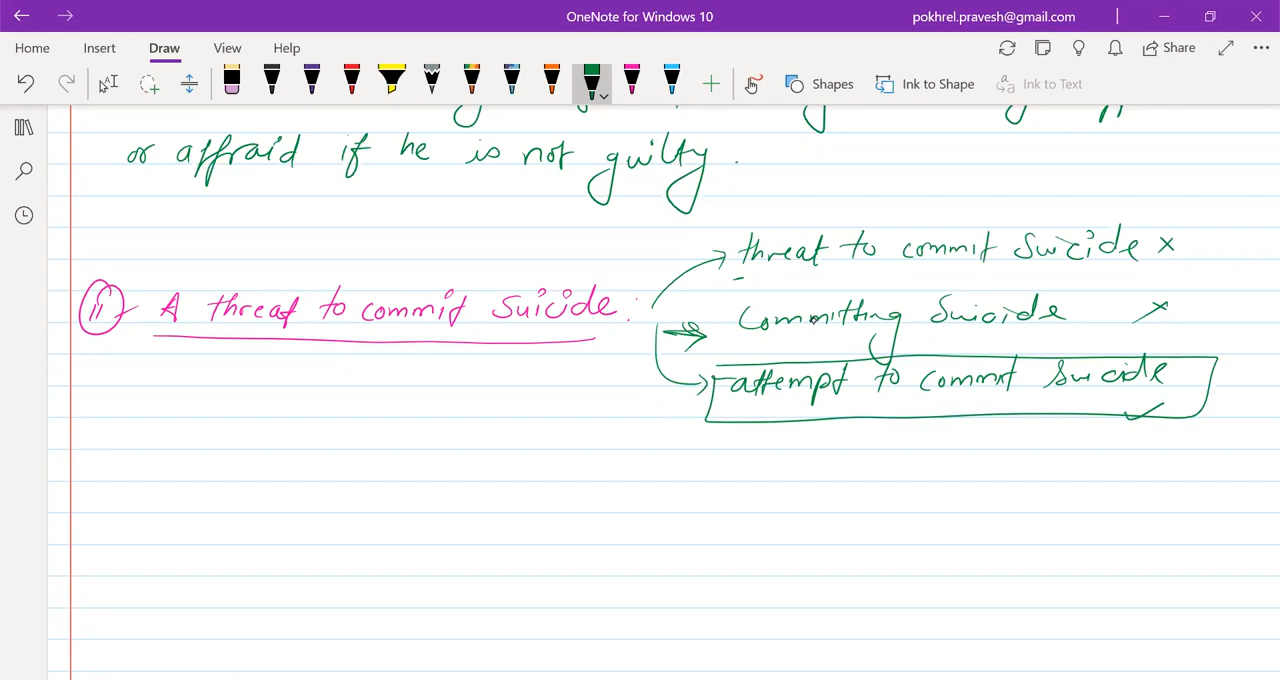 OneNote for Windows 10
pokhrel.pravesh@gmail.com
Home Insert Draw View Help
Share
Shapes Ink to Shape Ink to Text
or affraid if he is not guilty.
threat to commit suicide ×
ii A threat to commit suicide :
committing suicide ×
attempt to commit suicide ✓